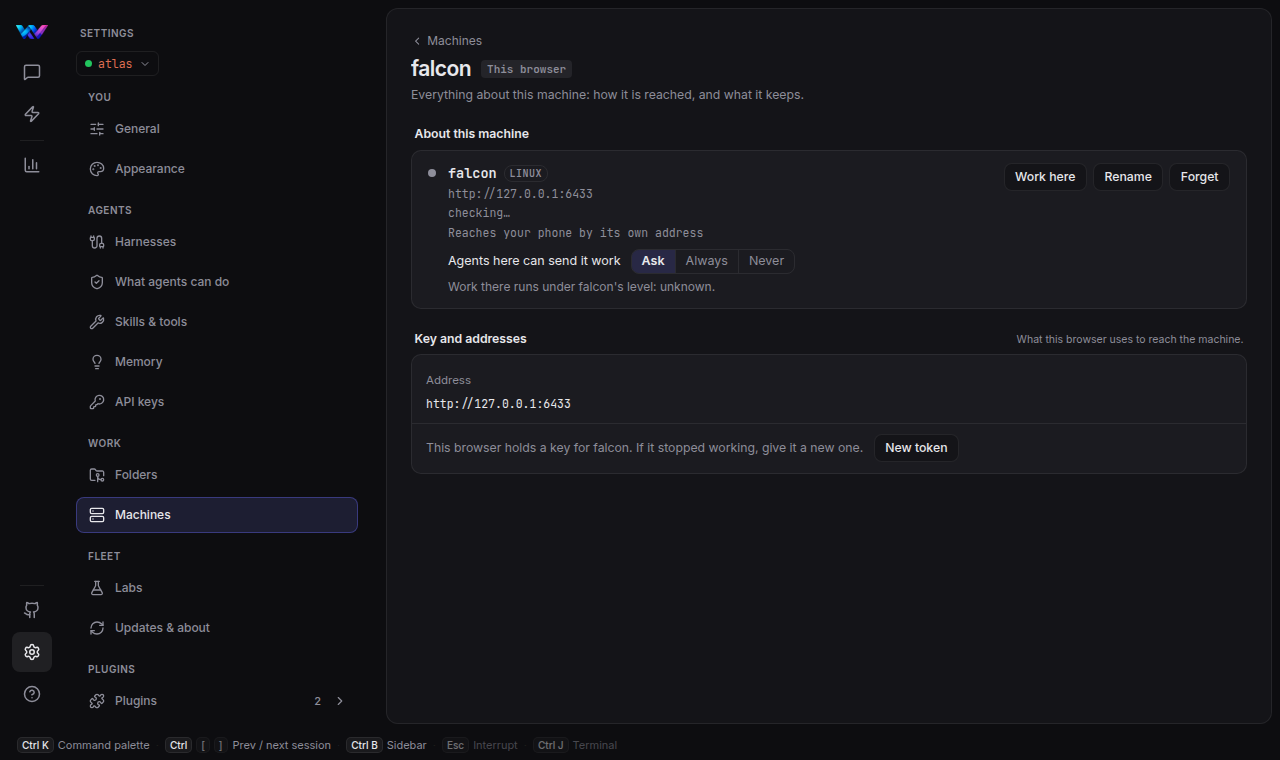 SETTINGS
atlas
YOU
General
Appearance
AGENTS
Harnesses
What agents can do
Skills & tools
Memory
API keys
WORK
Folders
Machines
FLEET
Labs
Updates & about
PLUGINS
Plugins 2
Machines
falcon This browser
Everything about this machine: how it is reached, and what it keeps.
About this machine
falcon LINUX Work here Rename Forget
http://127.0.0.1:6433
checking…
Reaches your phone by its own address
Agents here can send it work Ask Always Never
Work there runs under falcon's level: unknown.
Key and addresses What this browser uses to reach the machine.
Address
http://127.0.0.1:6433
This browser holds a key for falcon. If it stopped working, give it a new one. New token
Ctrl K Command palette Ctrl [ ] Prev / next session Ctrl B Sidebar Esc Interrupt Ctrl J Terminal